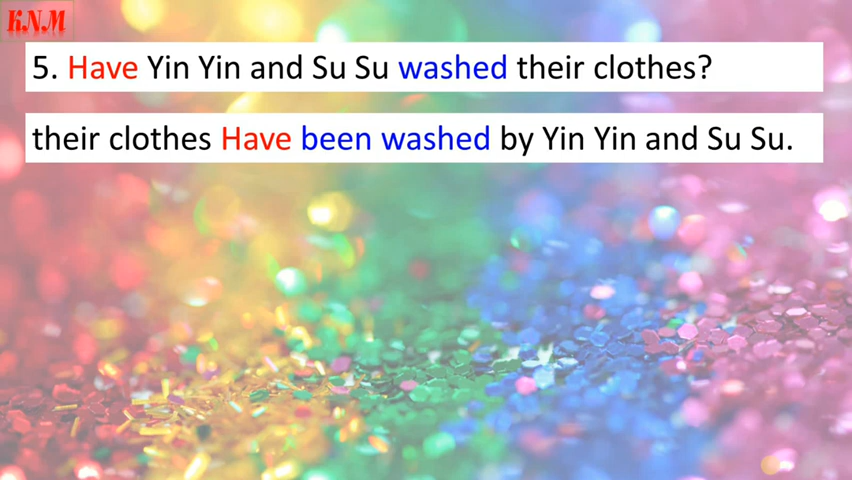 K.N.M
5. Have Yin Yin and Su Su washed their clothes?
their clothes Have been washed by Yin Yin and Su Su.